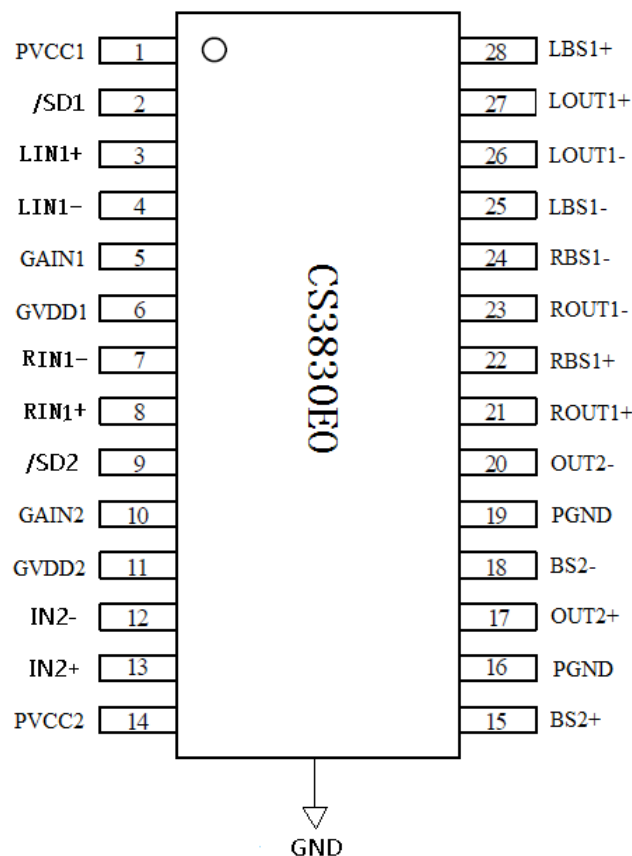 PVCC1 1 28 LBS1+
/SD1 2 27 LOUT1+
LIN1+ 3 26 LOUT1-
LIN1- 4 25 LBS1-
GAIN1 5 24 RBS1-
GVDD1 6 23 ROUT1-
RIN1- 7 22 RBS1+
RIN1+ 8 21 ROUT1+
/SD2 9 20 OUT2-
GAIN2 10 19 PGND
GVDD2 11 18 BS2-
IN2- 12 17 OUT2+
IN2+ 13 16 PGND
PVCC2 14 15 BS2+
CS3830E0
GND